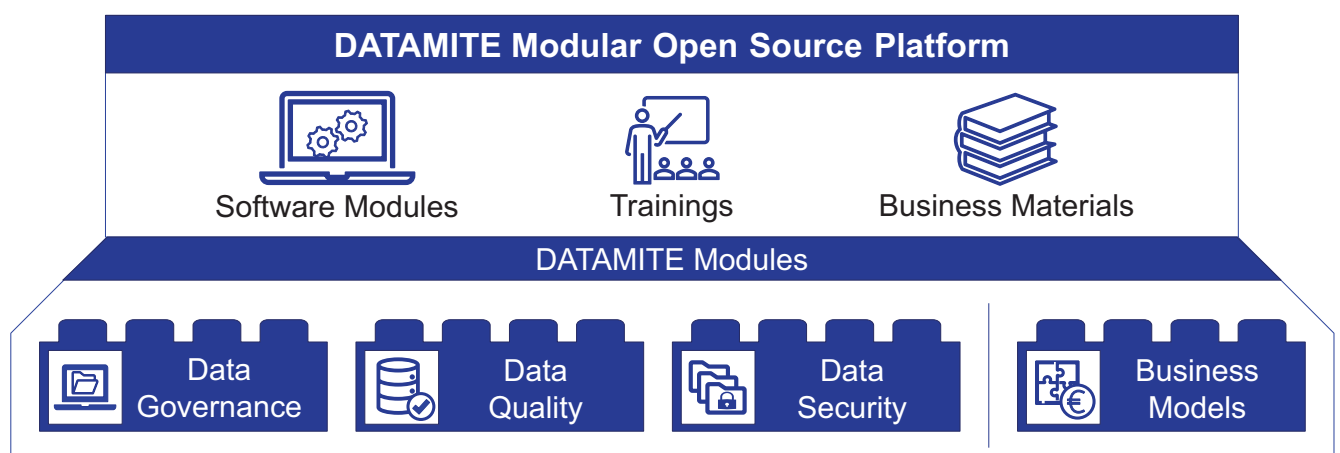 DATAMITE Modular Open Source Platform
Software Modules
Trainings
Business Materials
DATAMITE Modules
Data
Governance
Data
Quality
Data
Security
Business
Models